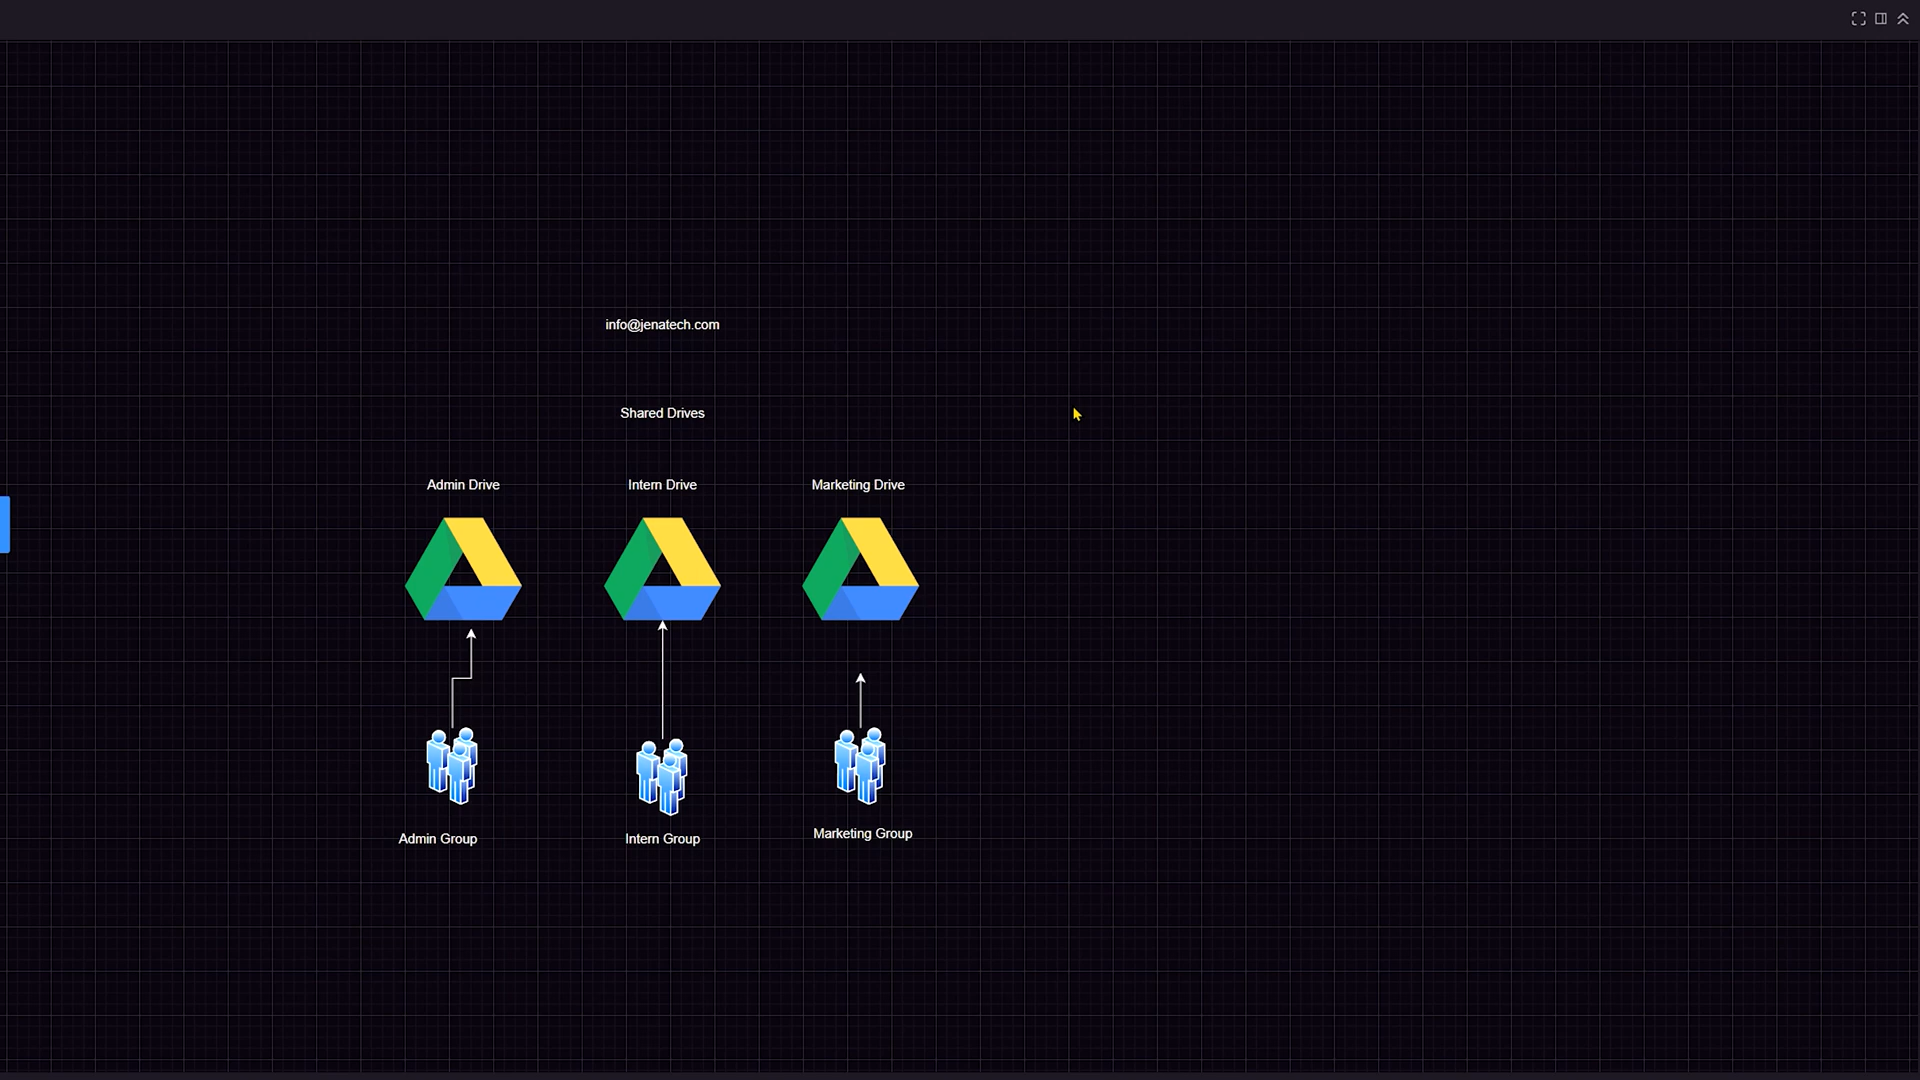 info@jenatech.com
Shared Drives
Admin Drive
Intern Drive
Marketing Drive
Admin Group
Intern Group
Marketing Group